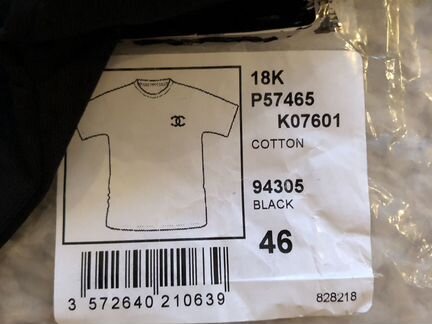 18K
P57465
K07601
COTTON
94305
BLACK
46
3 572640 210639
828218